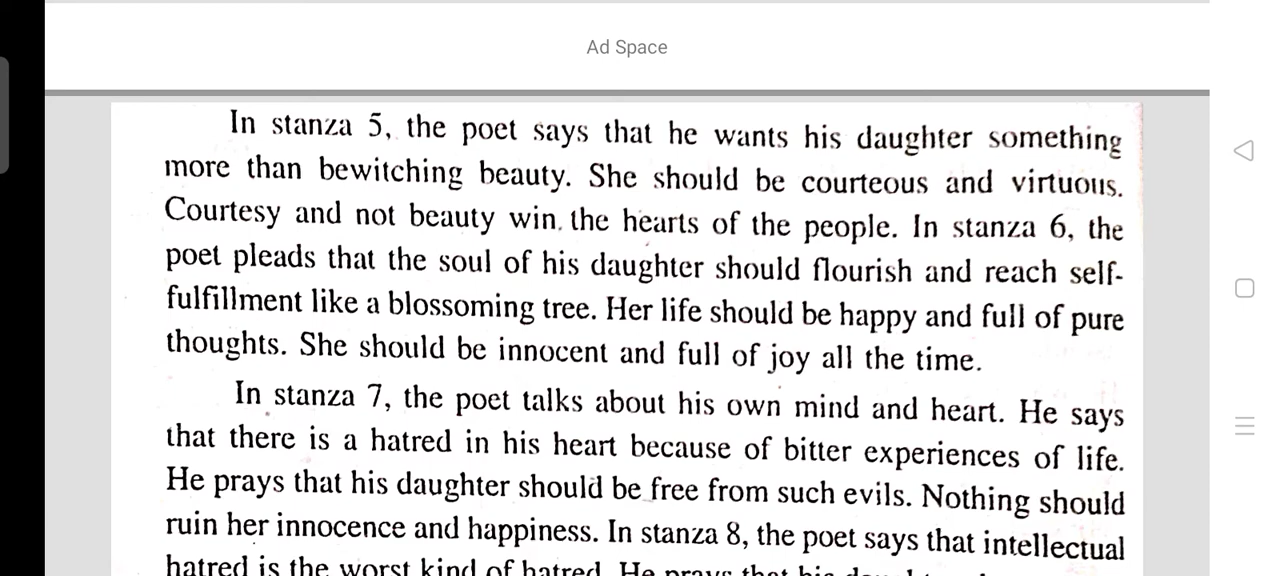 Ad Space
In stanza 5, the poet says that he wants his daughter something
more than bewitching beauty. She should be courteous and virtuous.
Courtesy and not beauty win. the hearts of the people. In stanza 6, the
poet pleads that the soul of his daughter should flourish and reach self-
fulfillment like a blossoming tree. Her life should be happy and full of pure
thoughts. She should be innocent and full of joy all the time.
In stanza 7, the poet talks about his own mind and heart. He says
that there is a hatred in his heart because of bitter experiences of life.
He prays that his daughter should be free from such evils. Nothing should
ruin her innocence and happiness. In stanza 8, the poet says that intellectual
hatred is the worst kind of hatred. He prays that his